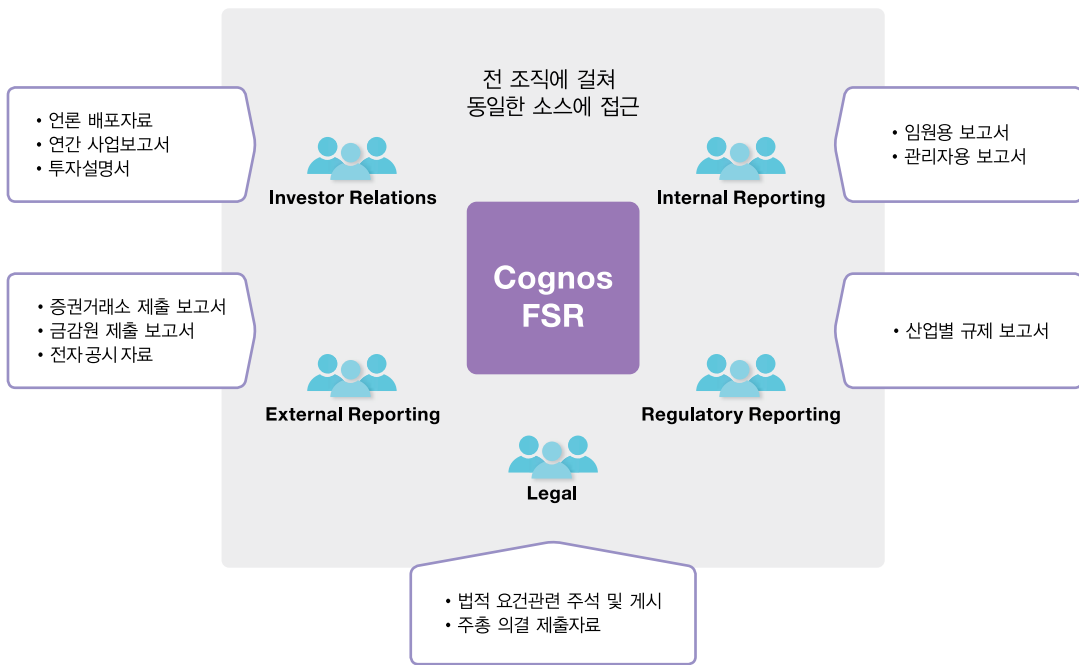 전 조직에 걸쳐
동일한 소스에 접근
• 언론 배포자료
• 연간 사업보고서
• 투자설명서
Investor Relations
Internal Reporting
• 임원용 보고서
• 관리자용 보고서
Cognos
FSR
• 증권거래소 제출 보고서
• 금감원 제출 보고서
• 전자공시자료
External Reporting
Regulatory Reporting
• 산업별 규제 보고서
Legal
• 법적 요건관련 주석 및 게시
• 주총 의결 제출자료